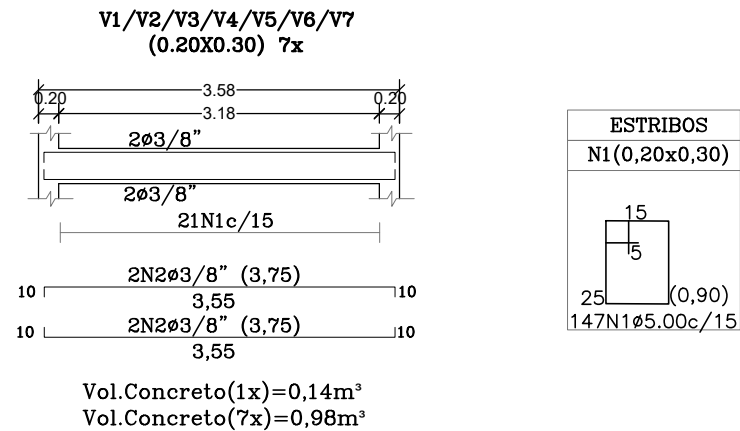 V1/V2/V3/V4/V5/V6/V7
(0.20X0.30) 7x
3.58
0.20 3.18 0.20
2ø3/8"
2ø3/8"
21N1c/15
2N2ø3/8" (3,75)
10 3,55 10
2N2ø3/8" (3,75)
10 3,55 10
Vol.Concreto(1x)=0,14m³
Vol.Concreto(7x)=0,98m³
ESTRIBOS
N1(0,20x0,30)
15
5
25 (0,90)
147N1ø5.00c/15